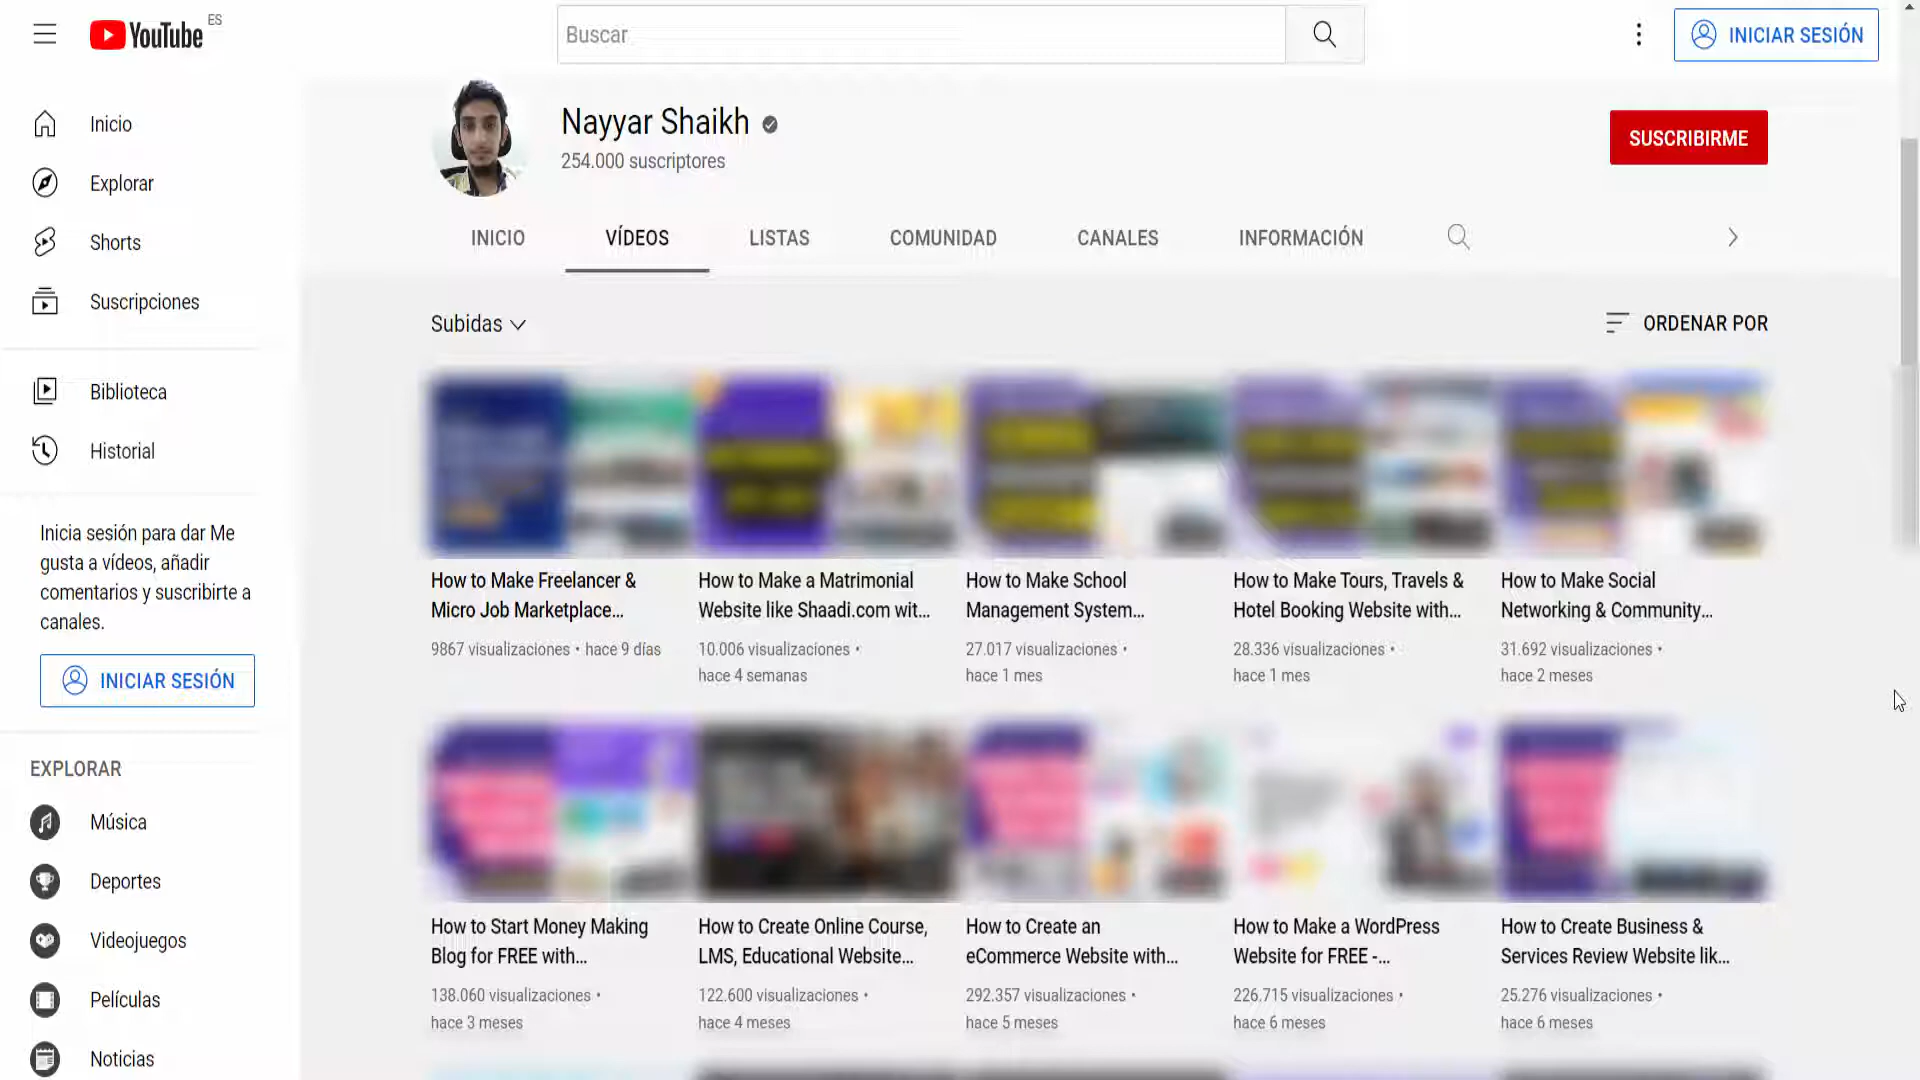 YouTube ES
Buscar
INICIAR SESIÓN
Inicio
Explorar
Shorts
Suscripciones
Biblioteca
Historial
Inicia sesión para dar Me
gusta a vídeos, añadir
comentarios y suscribirte a
canales.
INICIAR SESIÓN
EXPLORAR
Música
Deportes
Videojuegos
Películas
Noticias
Nayyar Shaikh
254.000 suscriptores
SUSCRIBIRME
INICIO VÍDEOS LISTAS COMUNIDAD CANALES INFORMACIÓN
Subidas
ORDENAR POR
How to Make Freelancer &
Micro Job Marketplace...
9867 visualizaciones • hace 9 días
How to Make a Matrimonial
Website like Shaadi.com wit...
10.006 visualizaciones •
hace 4 semanas
How to Make School
Management System...
27.017 visualizaciones •
hace 1 mes
How to Make Tours, Travels &
Hotel Booking Website with...
28.336 visualizaciones •
hace 1 mes
How to Make Social
Networking & Community...
31.692 visualizaciones •
hace 2 meses
How to Start Money Making
Blog for FREE with...
138.060 visualizaciones •
hace 3 meses
How to Create Online Course,
LMS, Educational Website...
122.600 visualizaciones •
hace 4 meses
How to Create an
eCommerce Website with...
292.357 visualizaciones •
hace 5 meses
How to Make a WordPress
Website for FREE -...
226.715 visualizaciones •
hace 6 meses
How to Create Business &
Services Review Website lik...
25.276 visualizaciones •
hace 6 meses